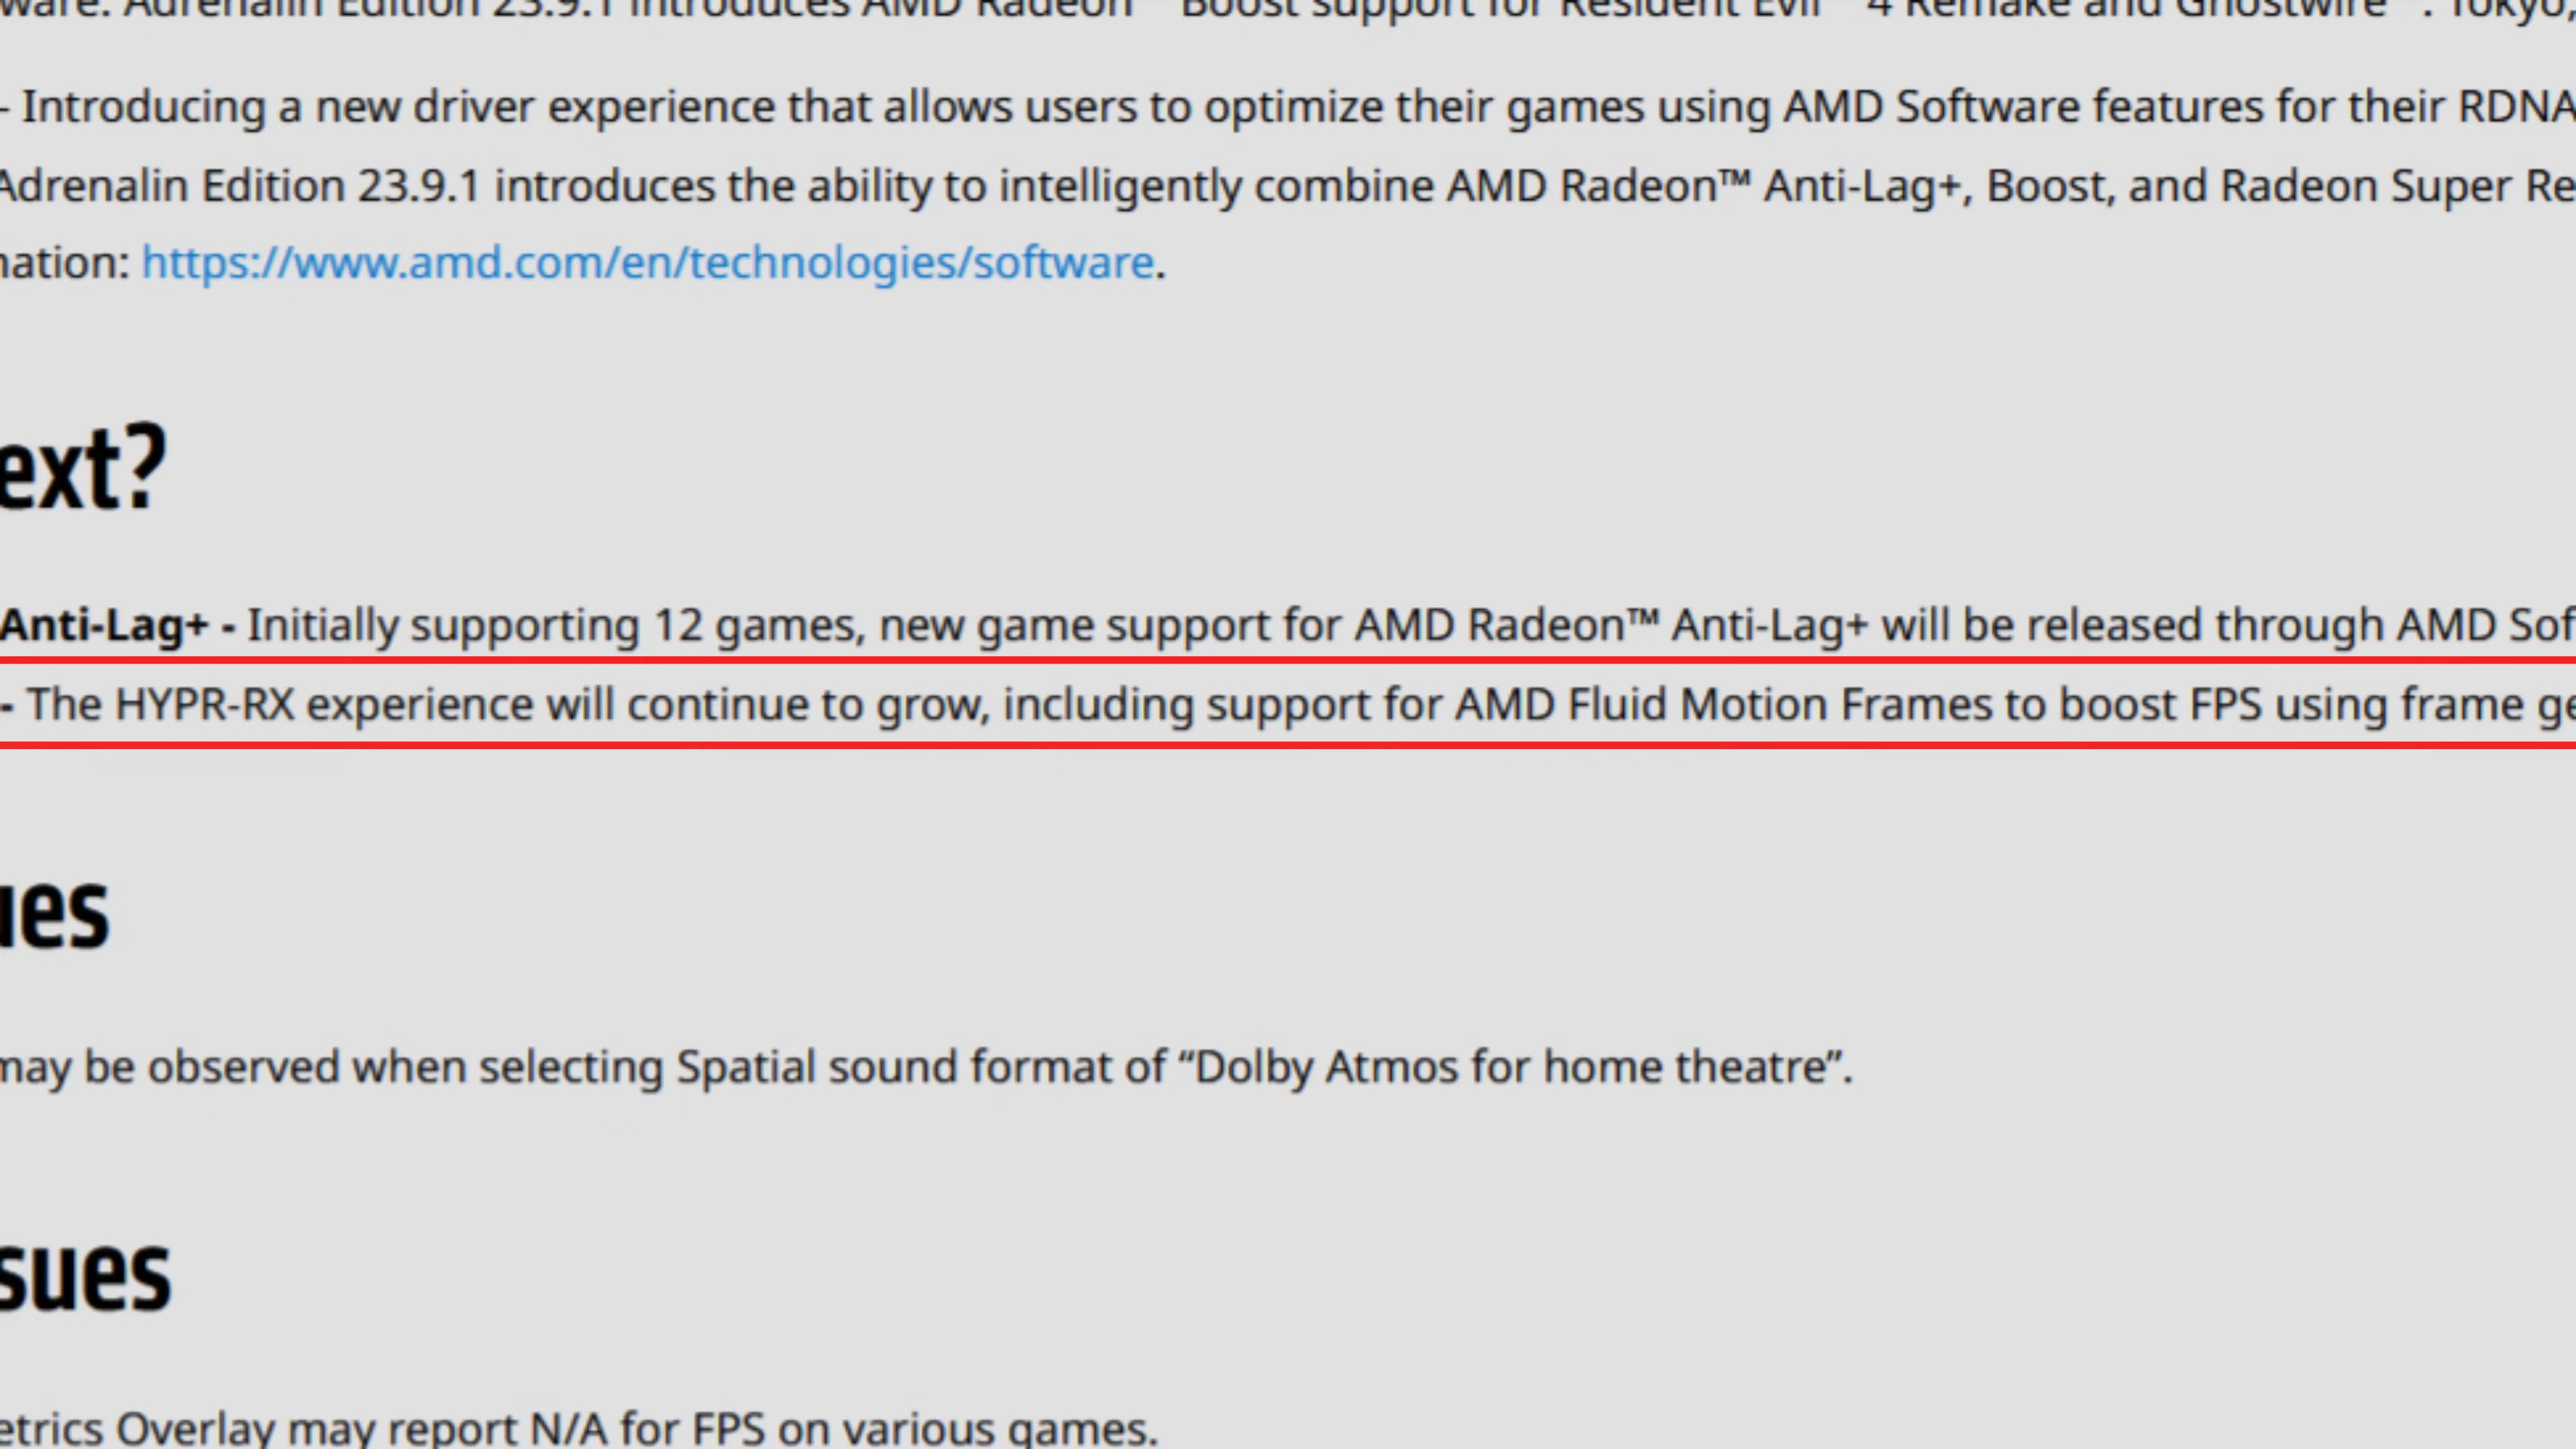 ware. Adrenalin Edition 23.9.1 introduces AMD Radeon™ Boost support for Resident Evil™ 4 Remake and Ghostwire™: Tokyo,
- Introducing a new driver experience that allows users to optimize their games using AMD Software features for their RDNA
Adrenalin Edition 23.9.1 introduces the ability to intelligently combine AMD Radeon™ Anti-Lag+, Boost, and Radeon Super Re
nation: https://www.amd.com/en/technologies/software.
ext?
Anti-Lag+ - Initially supporting 12 games, new game support for AMD Radeon™ Anti-Lag+ will be released through AMD Sof
- The HYPR-RX experience will continue to grow, including support for AMD Fluid Motion Frames to boost FPS using frame ge
ues
may be observed when selecting Spatial sound format of “Dolby Atmos for home theatre”.
sues
etrics Overlay may report N/A for FPS on various games.